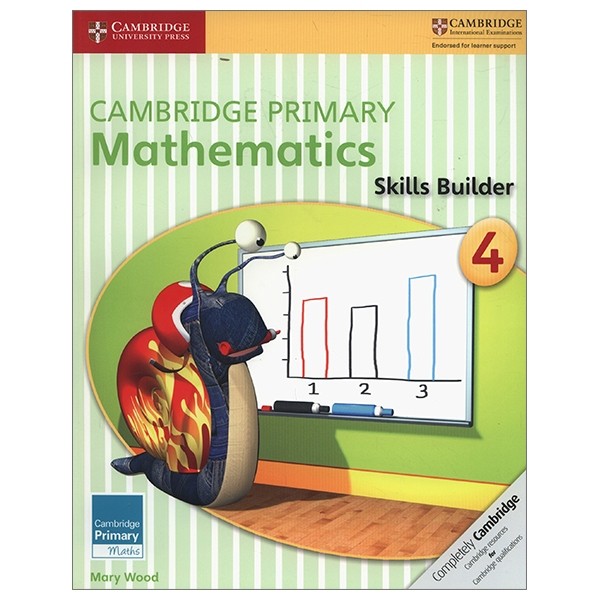 CAMBRIDGE
UNIVERSITY PRESS
CAMBRIDGE
International Examinations
Endorsed for learner support
CAMBRIDGE PRIMARY
Mathematics
Skills Builder
4
1 2 3
Cambridge
Primary
Maths
Mary Wood
Completely Cambridge
Cambridge resources
for
Cambridge qualifications